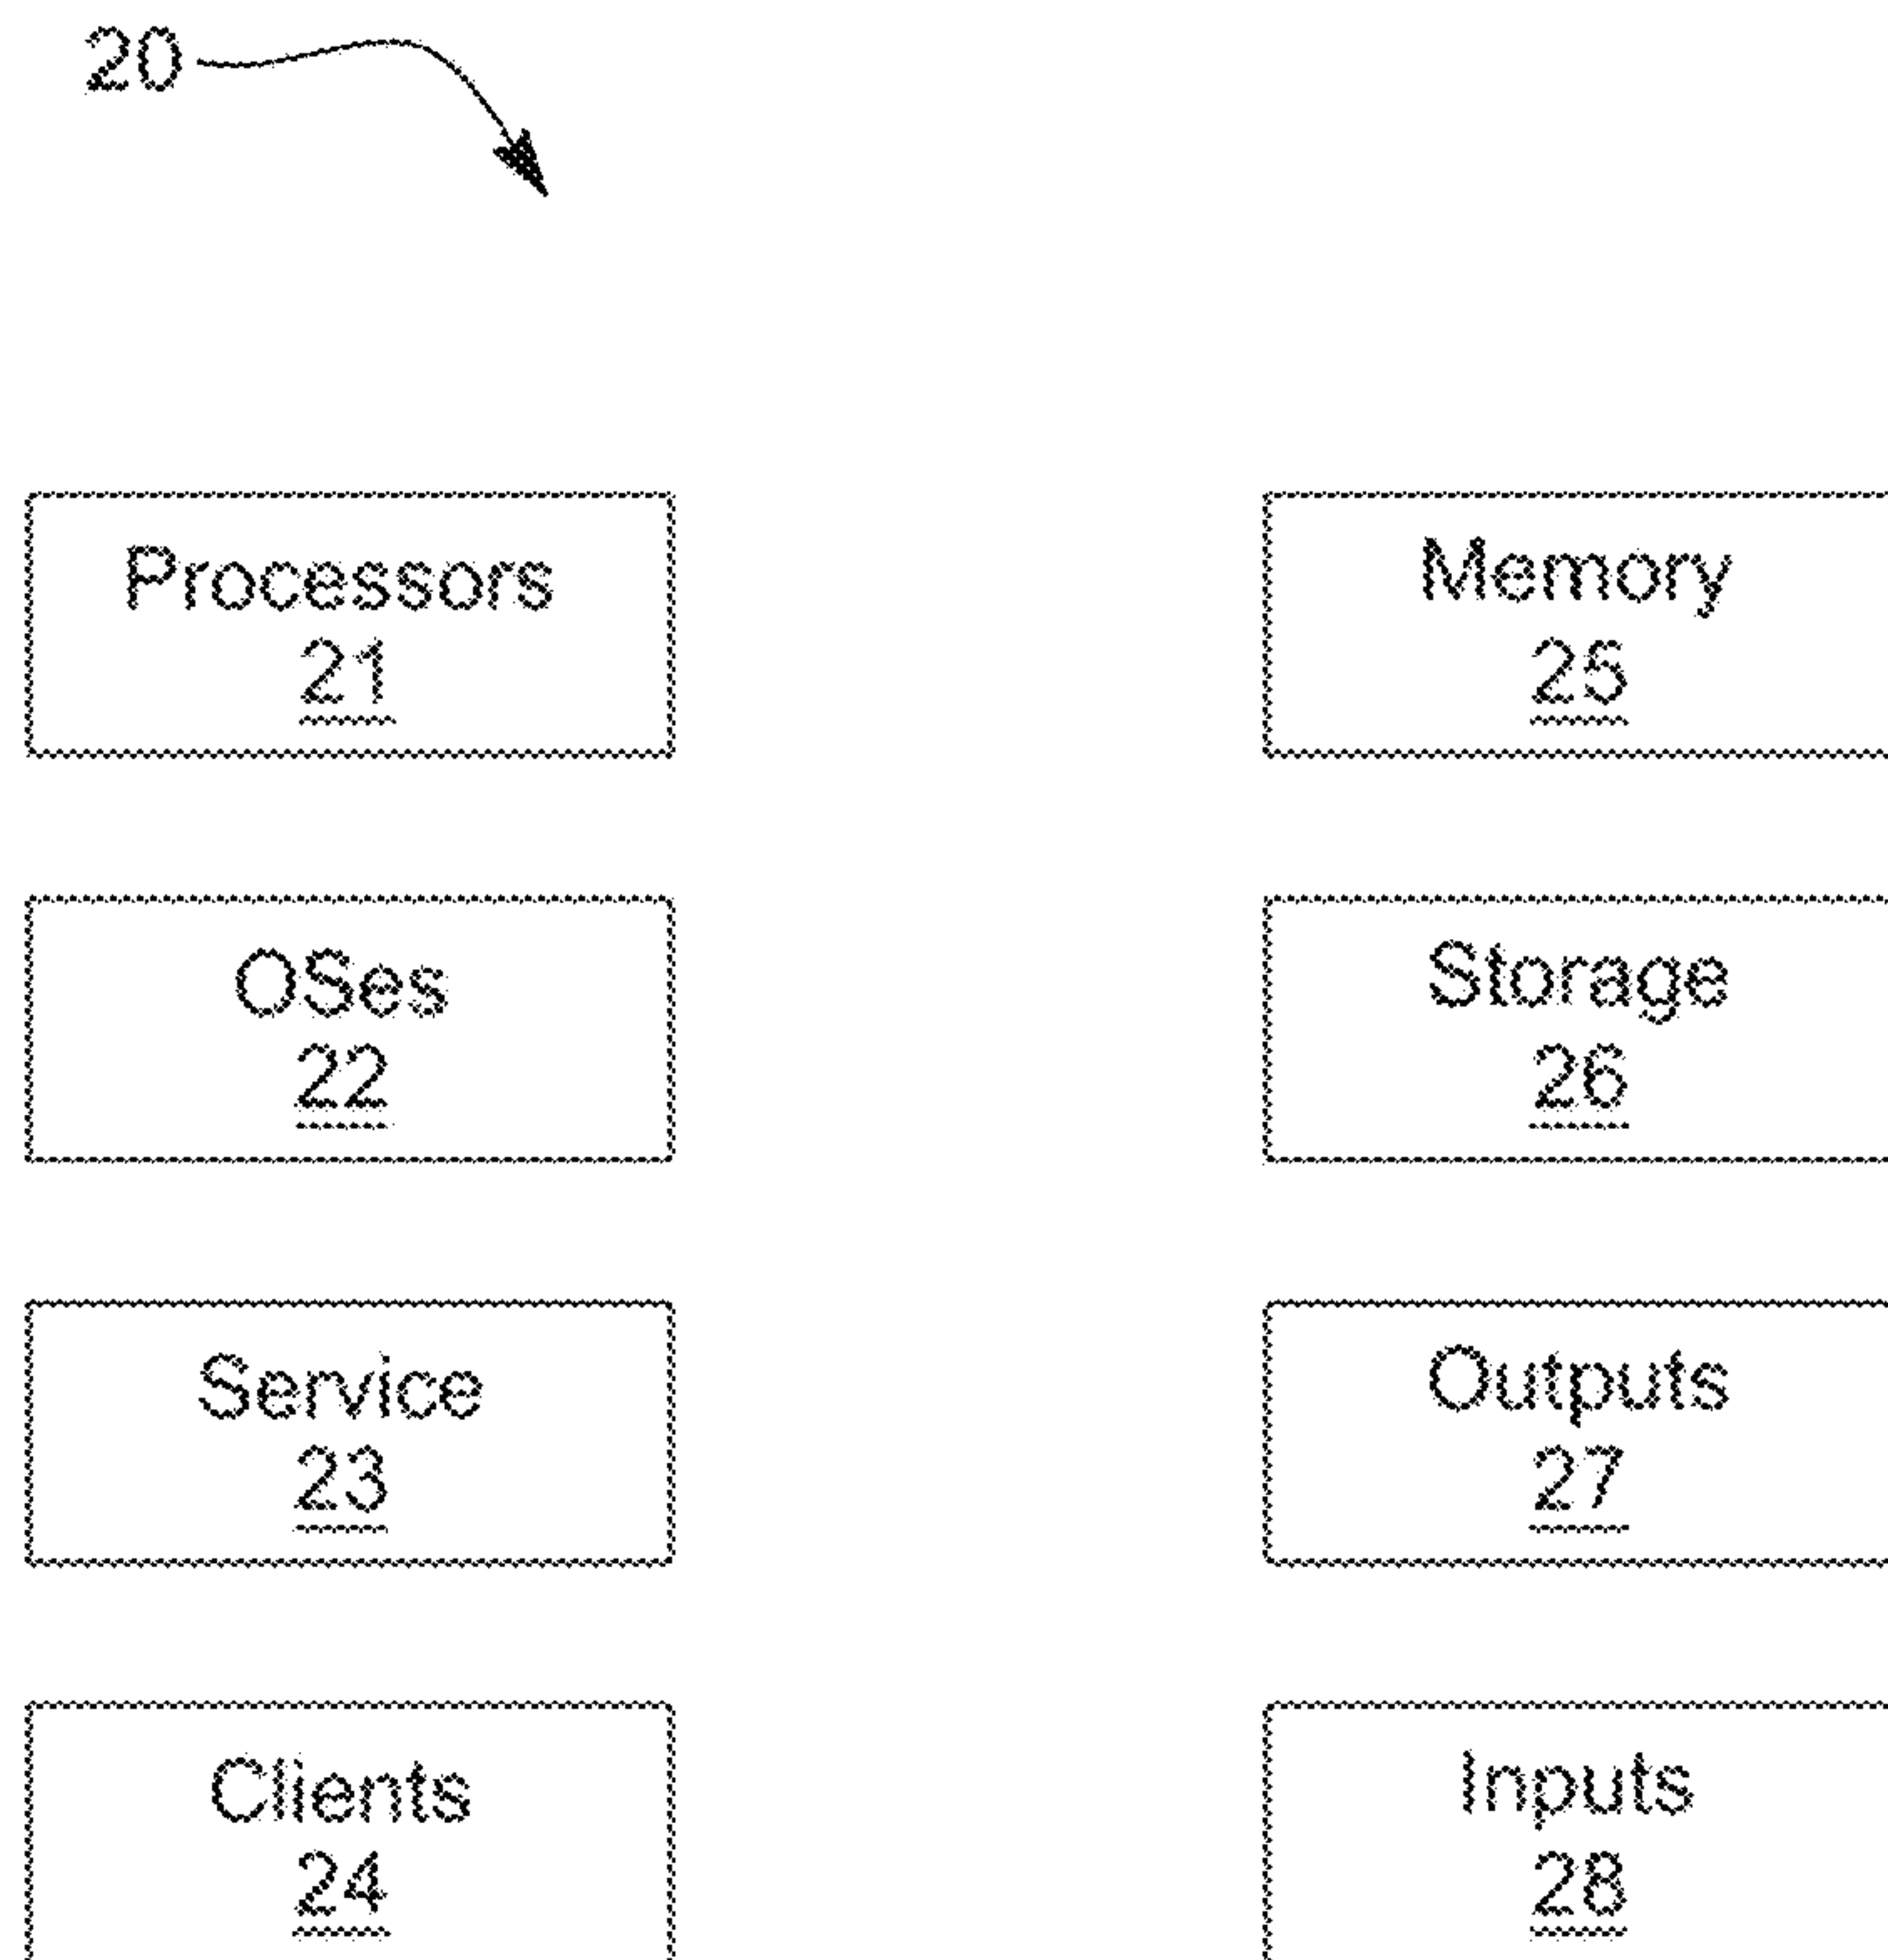 20
Processors
21
Memory
25
OSes
22
Storage
26
Service
23
Outputs
27
Clients
24
Inputs
28